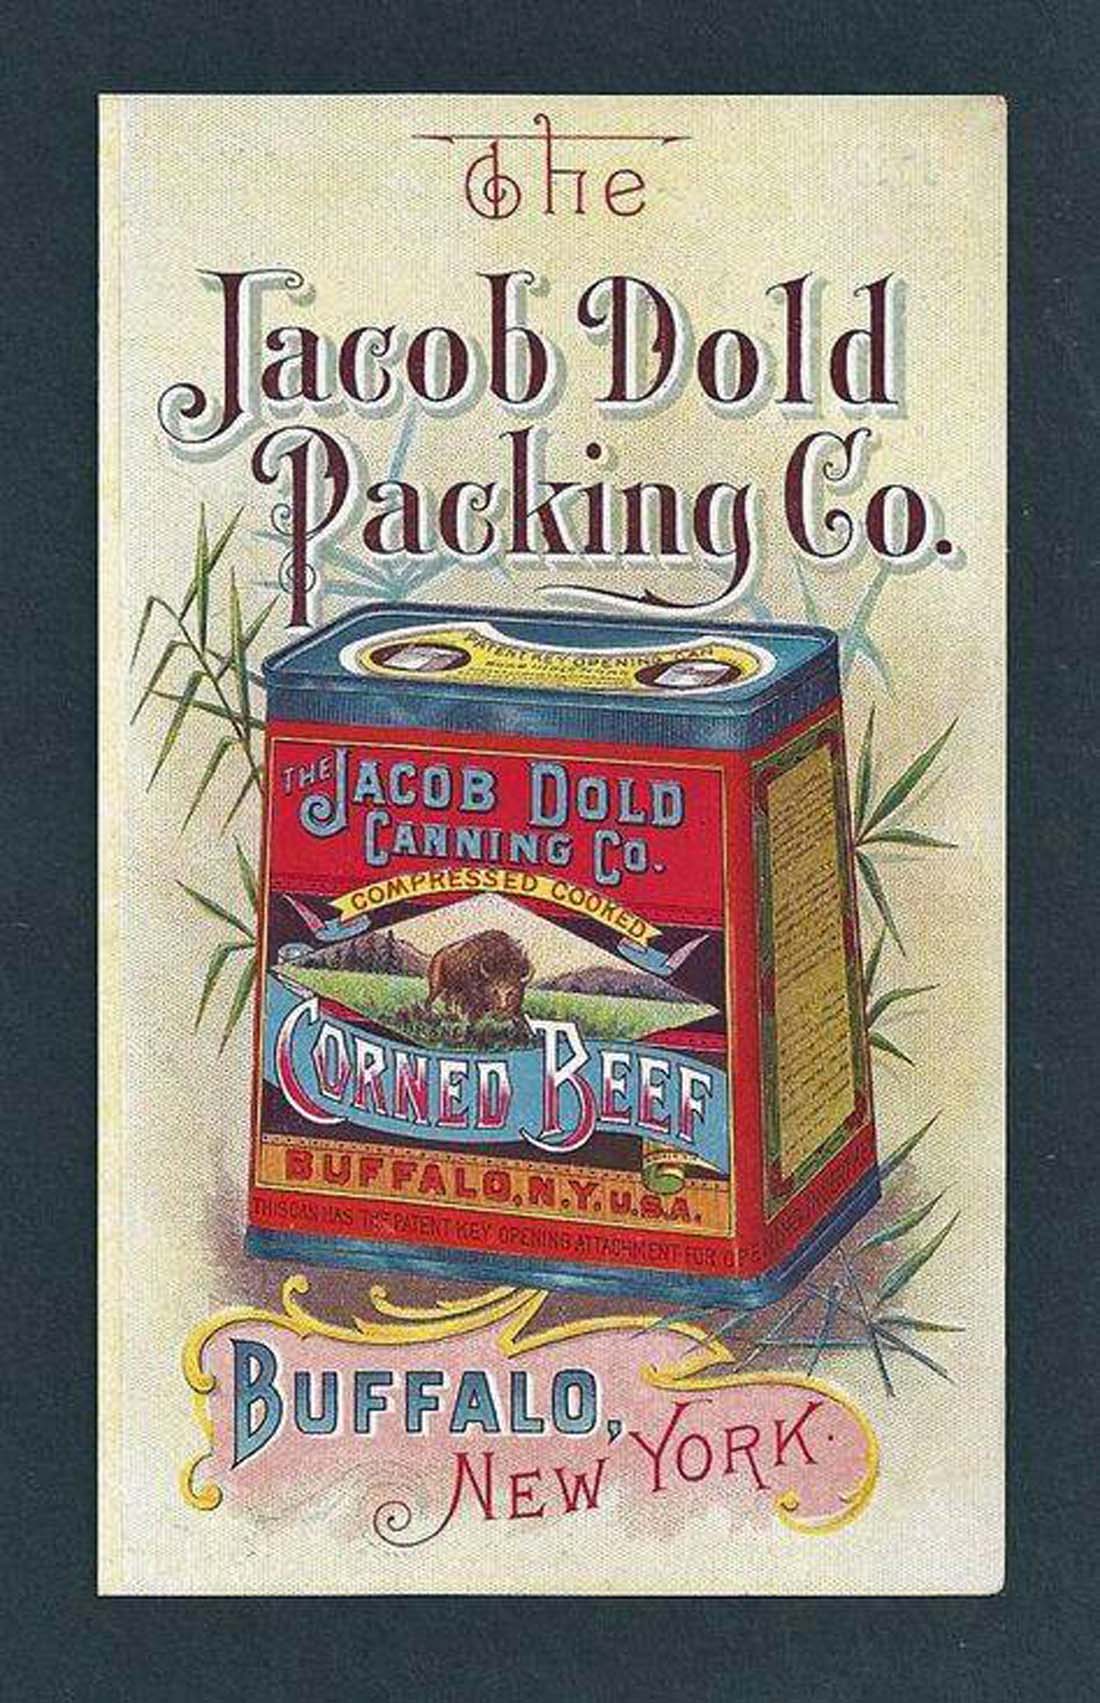 The
Jacob Dold
Packing Co.
PATENT KEY OPENING CAN
THE JACOB DOLD
CANNING CO.
COMPRESSED COOKED
CORNED BEEF
BUFFALO, N.Y. U.S.A.
THIS CAN HAS THE PATENT KEY OPENING ATTACHMENT FOR
BUFFALO,
NEW YORK.